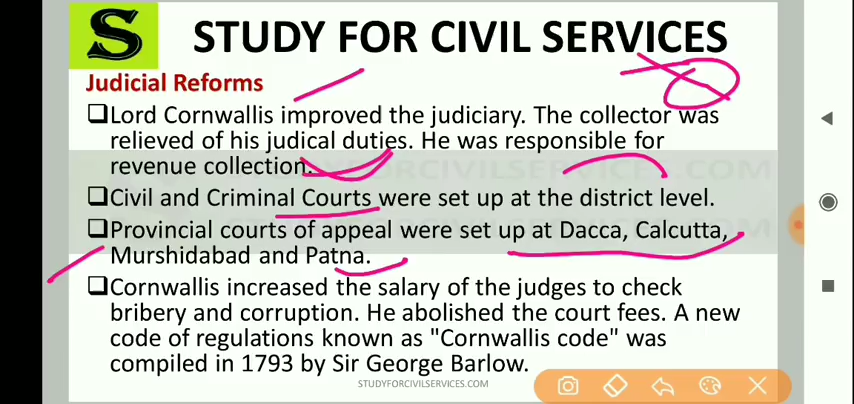 S STUDY FOR CIVIL SERVICES
Judicial Reforms
❑Lord Cornwallis improved the judiciary. The collector was
relieved of his judical duties. He was responsible for
revenue collection.
❑Civil and Criminal Courts were set up at the district level.
❑Provincial courts of appeal were set up at Dacca, Calcutta,
Murshidabad and Patna.
❑Cornwallis increased the salary of the judges to check
bribery and corruption. He abolished the court fees. A new
code of regulations known as "Cornwallis code" was
compiled in 1793 by Sir George Barlow.
STUDYFORCIVILSERVICES.COM